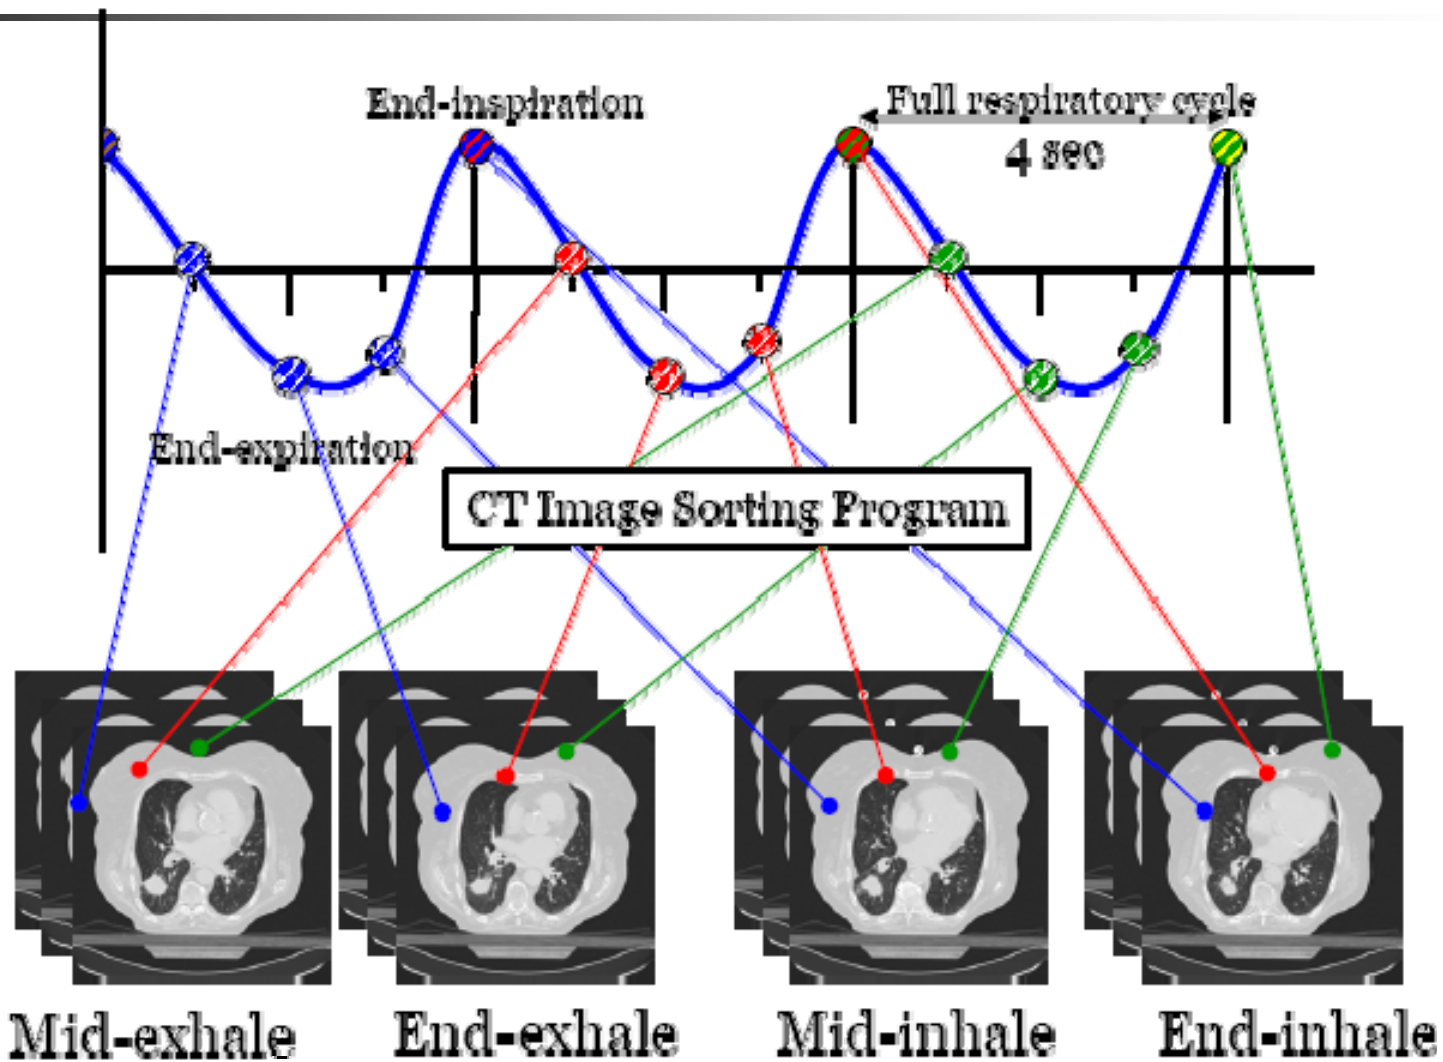 End-inspiration
Full respiratory cycle
4 sec
End-expiration
CT Image Sorting Program
Mid-exhale
End-exhale
Mid-inhale
End-inhale